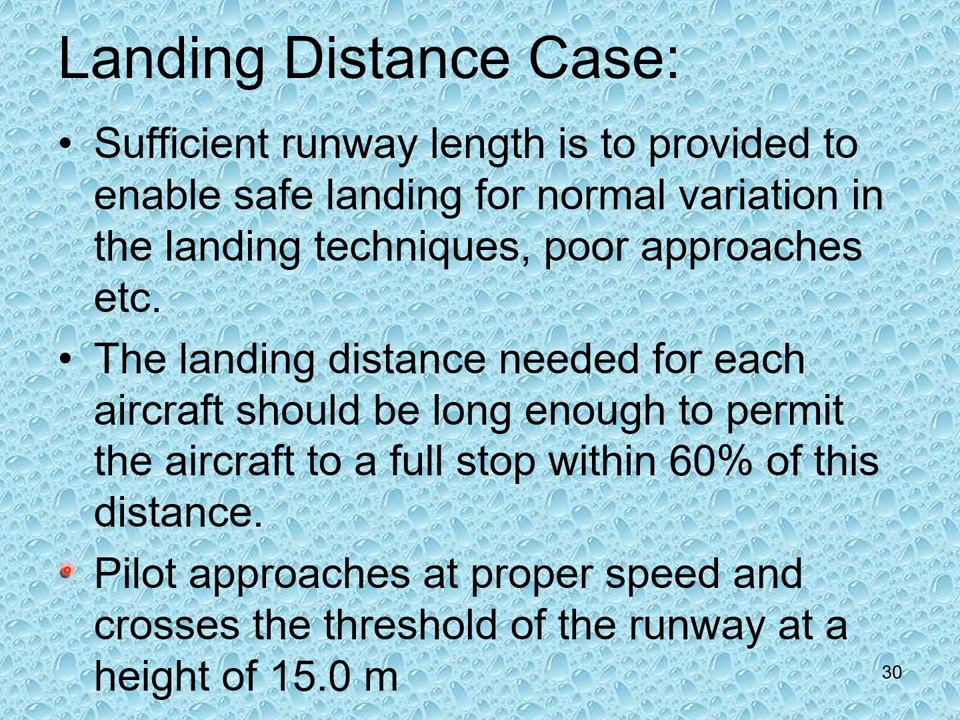 Landing Distance Case:
• Sufficient runway length is to provided to
enable safe landing for normal variation in
the landing techniques, poor approaches
etc.
• The landing distance needed for each
aircraft should be long enough to permit
the aircraft to a full stop within 60% of this
distance.
• Pilot approaches at proper speed and
crosses the threshold of the runway at a
height of 15.0 m
30